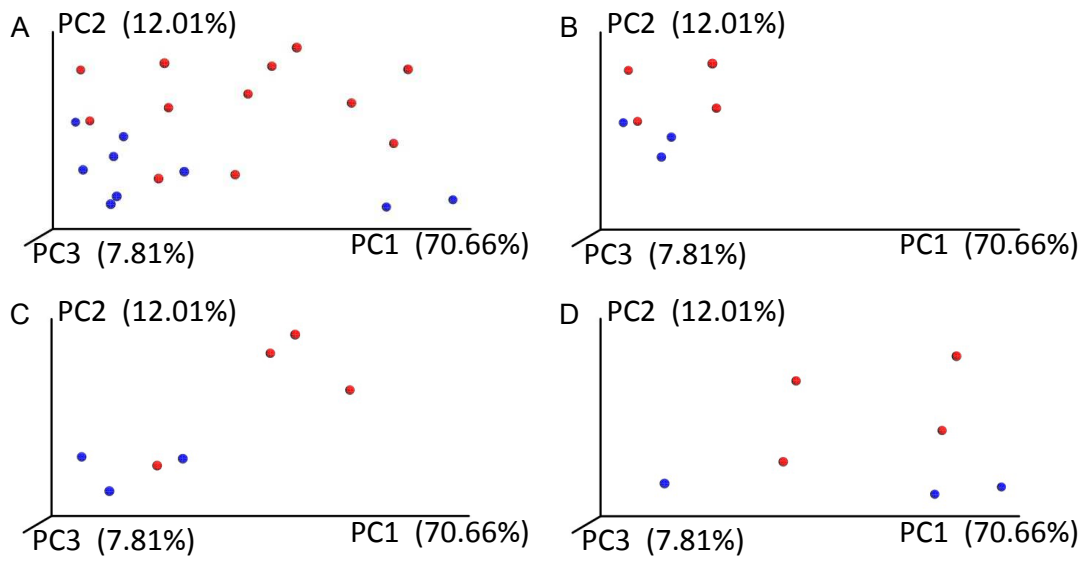 A PC2 (12.01%)
PC1 (70.66%)
PC3 (7.81%)
B PC2 (12.01%)
PC1 (70.66%)
PC3 (7.81%)
C PC2 (12.01%)
PC1 (70.66%)
PC3 (7.81%)
D PC2 (12.01%)
PC1 (70.66%)
PC3 (7.81%)